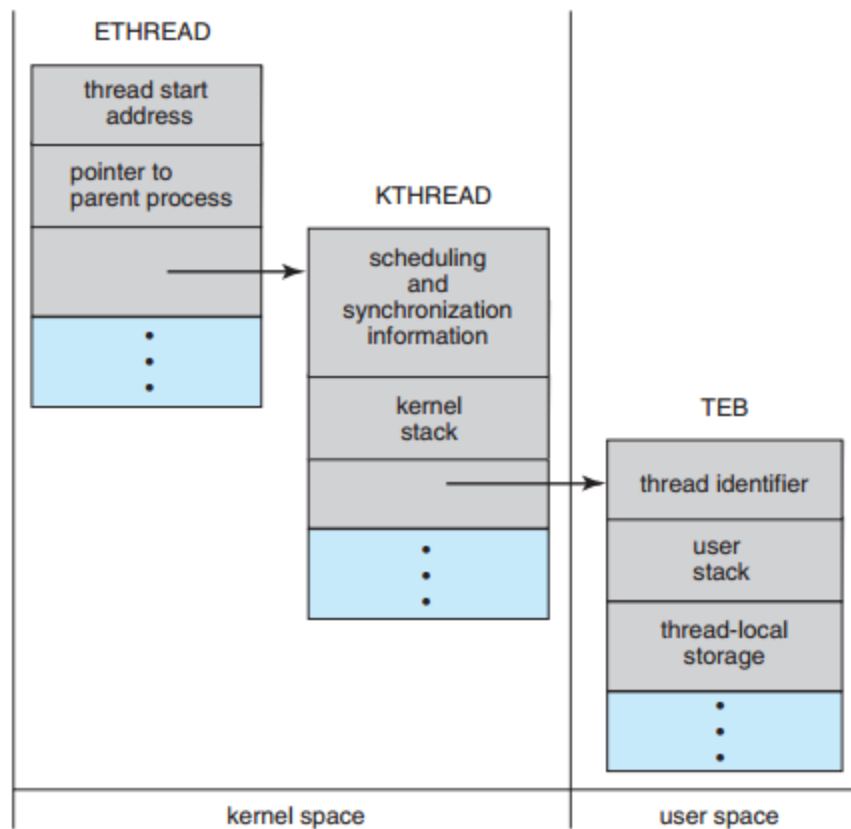 ETHREAD
thread start
address
pointer to
parent process
KTHREAD
scheduling
and
synchronization
information
kernel
stack
TEB
thread identifier
user
stack
thread-local
storage
kernel space
user space